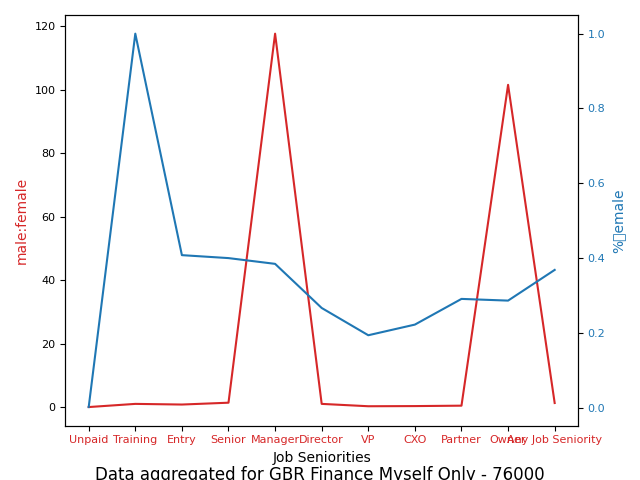 120
100
80
60
40
20
0
male:female
1.0
0.8
0.6
0.4
0.2
0.0
%▯emale
Unpaid Training Entry Senior Manager Director VP CXO Partner Owner Any Job Seniority
Job Seniorities
Data aggregated for GBR Finance Myself Only - 76000